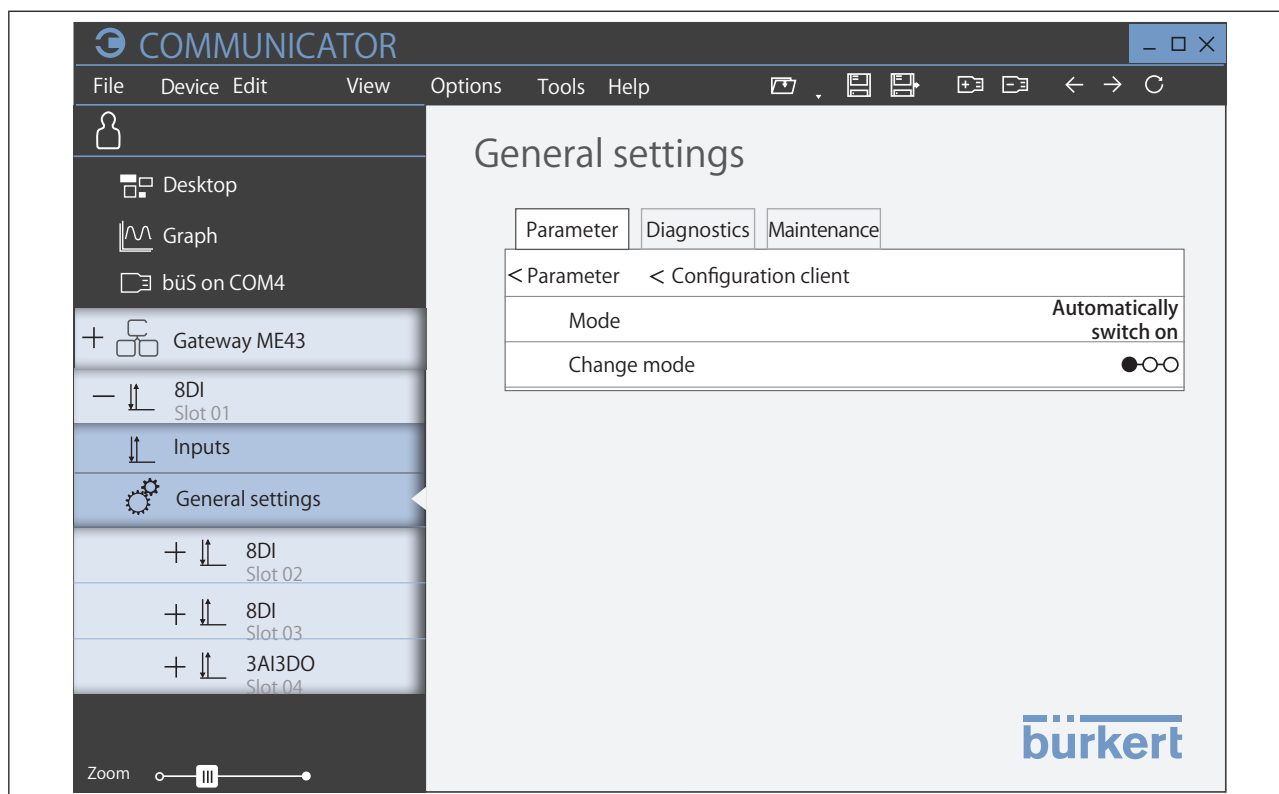 COMMUNICATOR
File Device Edit View Options Tools Help
Desktop
Graph
büS on COM4
Gateway ME43
8DI
Slot 01
Inputs
General settings
8DI
Slot 02
8DI
Slot 03
3AI3DO
Slot 04
Zoom
General settings
Parameter Diagnostics Maintenance
< Parameter < Configuration client
Mode Automatically
switch on
Change mode
bürkert